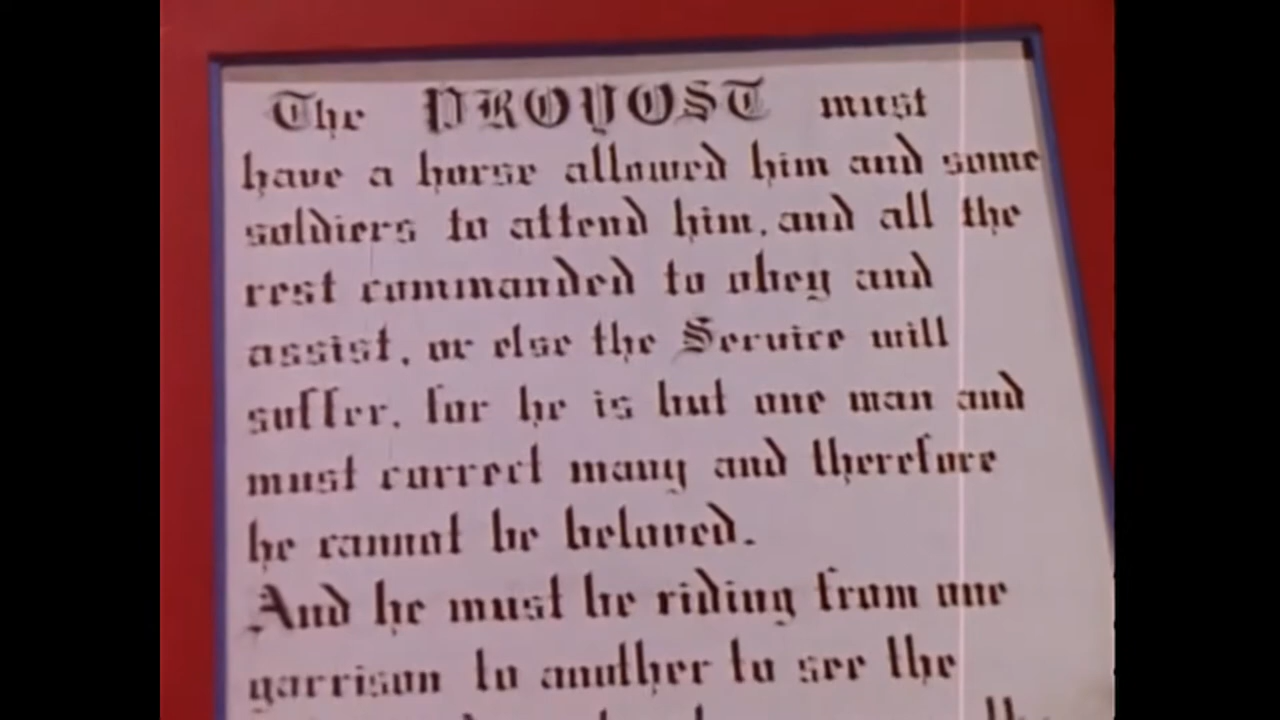 The PROVOST must
have a horse allowed him and some
soldiers to attend him, and all the
rest commanded to obey and
assist, or else the Service will
suffer, for he is but one man and
must correct many and therefore
he cannot be beloved.
And he must be riding from one
garrison to another to see the